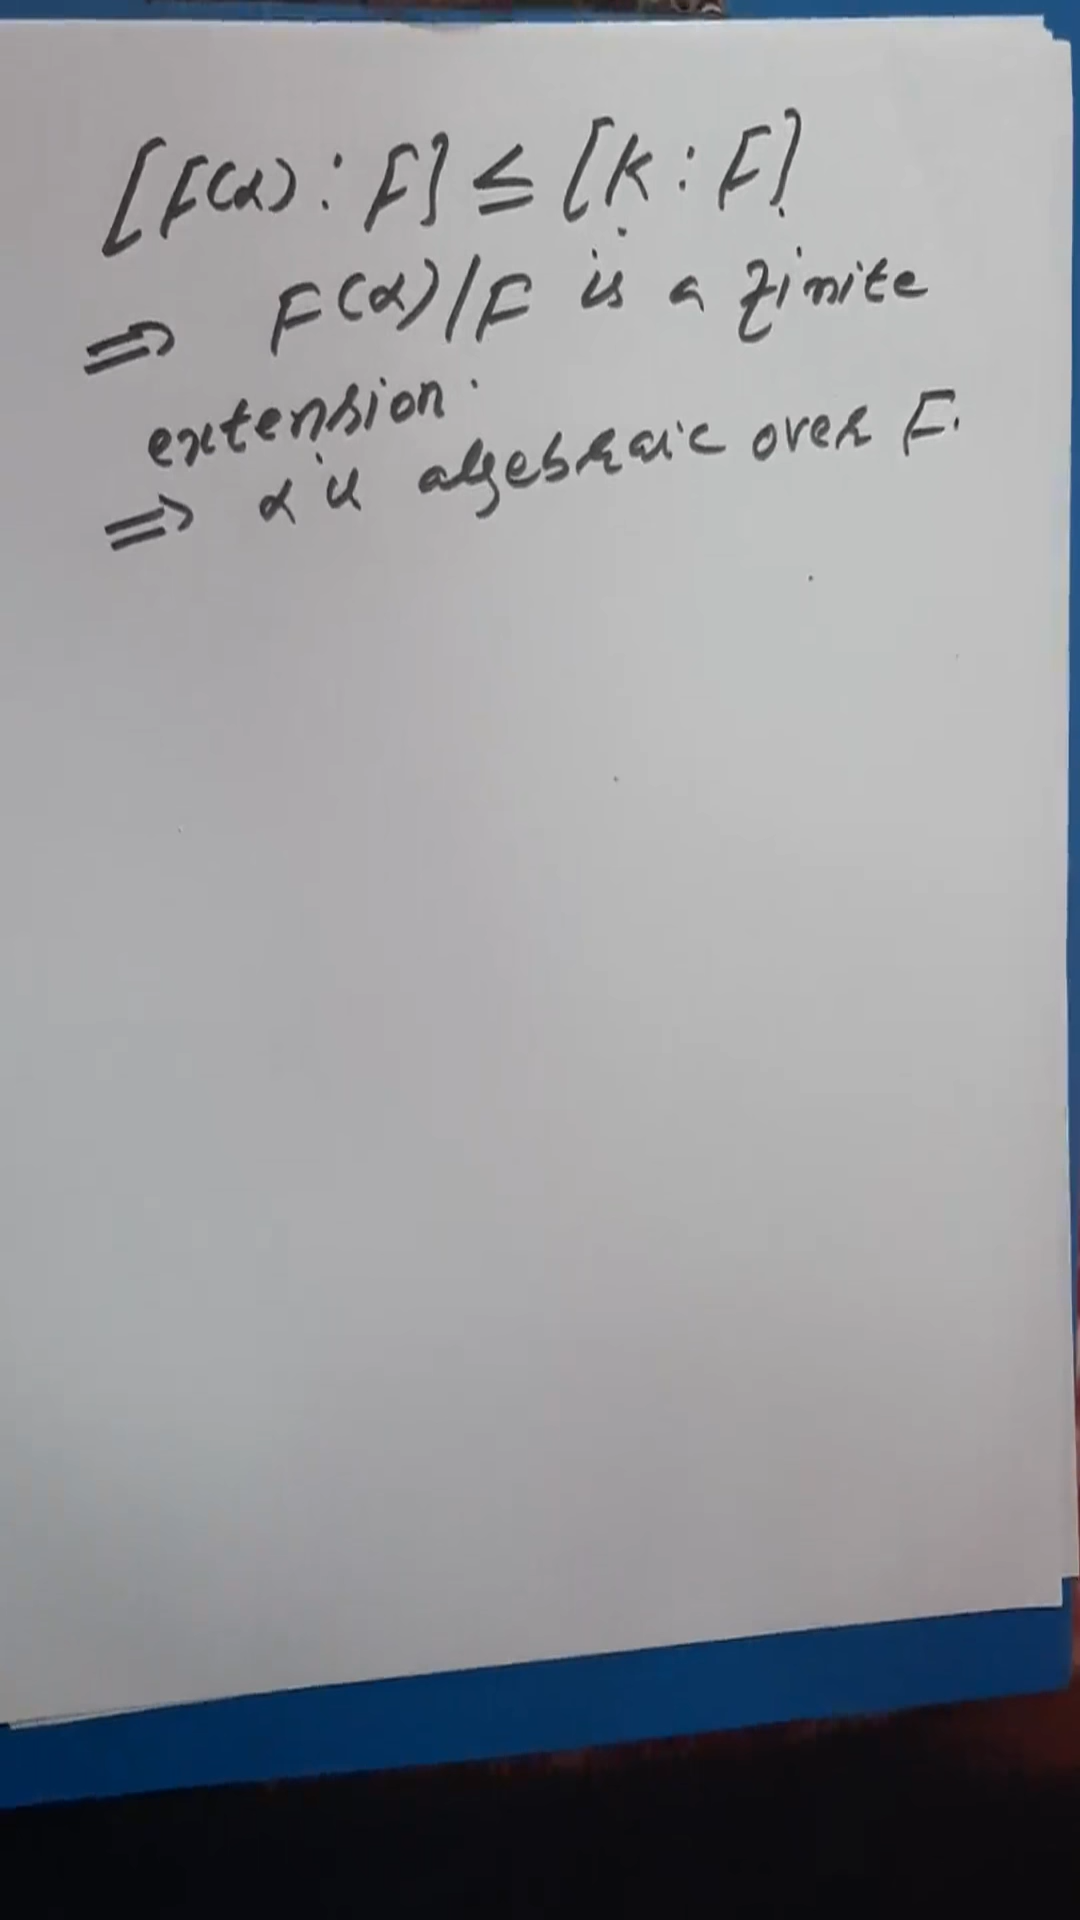 [F(α) : F] ≤ [K : F]
⇒ F(α)/F is a finite
extension.
⇒ α is algebraic over F.